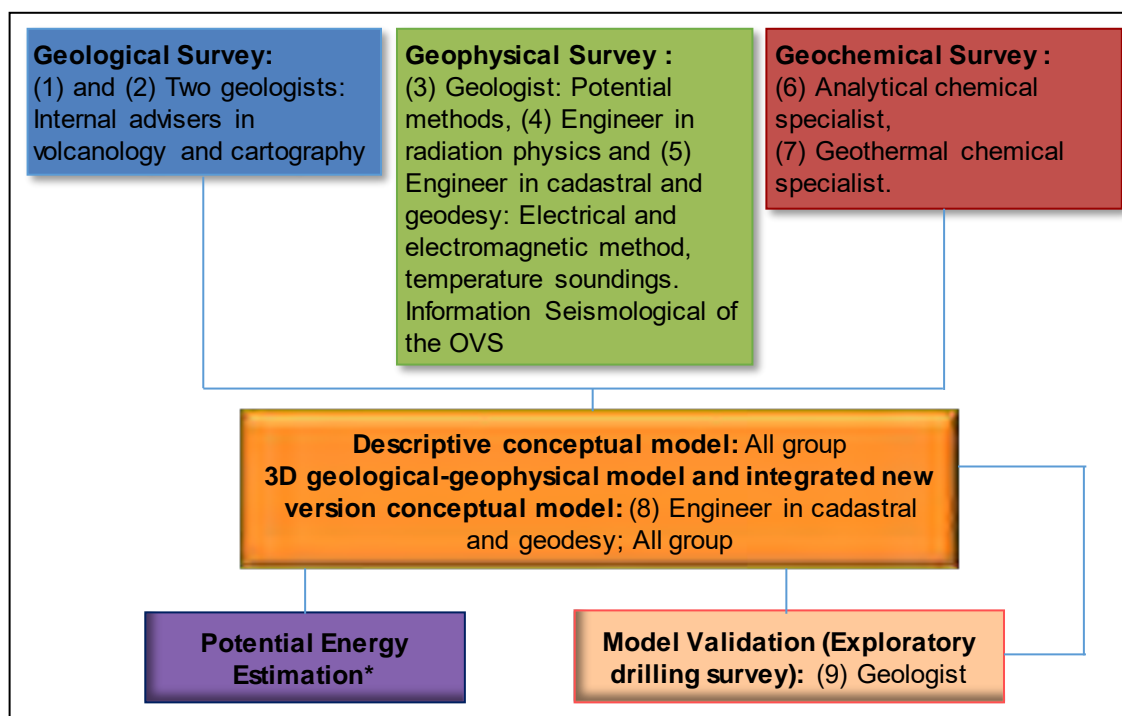 Geological Survey:
(1) and (2) Two geologists:
Internal advisers in
volcanology and cartography
Geophysical Survey :
(3) Geologist: Potential
methods, (4) Engineer in
radiation physics and (5)
Engineer in cadastral and
geodesy: Electrical and
electromagnetic method,
temperature soundings.
Information Seismological of
the OVS
Geochemical Survey :
(6) Analytical chemical
specialist,
(7) Geothermal chemical
specialist.
Descriptive conceptual model: All group
3D geological-geophysical model and integrated new
version conceptual model: (8) Engineer in cadastral
and geodesy; All group
Potential Energy
Estimation*
Model Validation (Exploratory
drilling survey): (9) Geologist